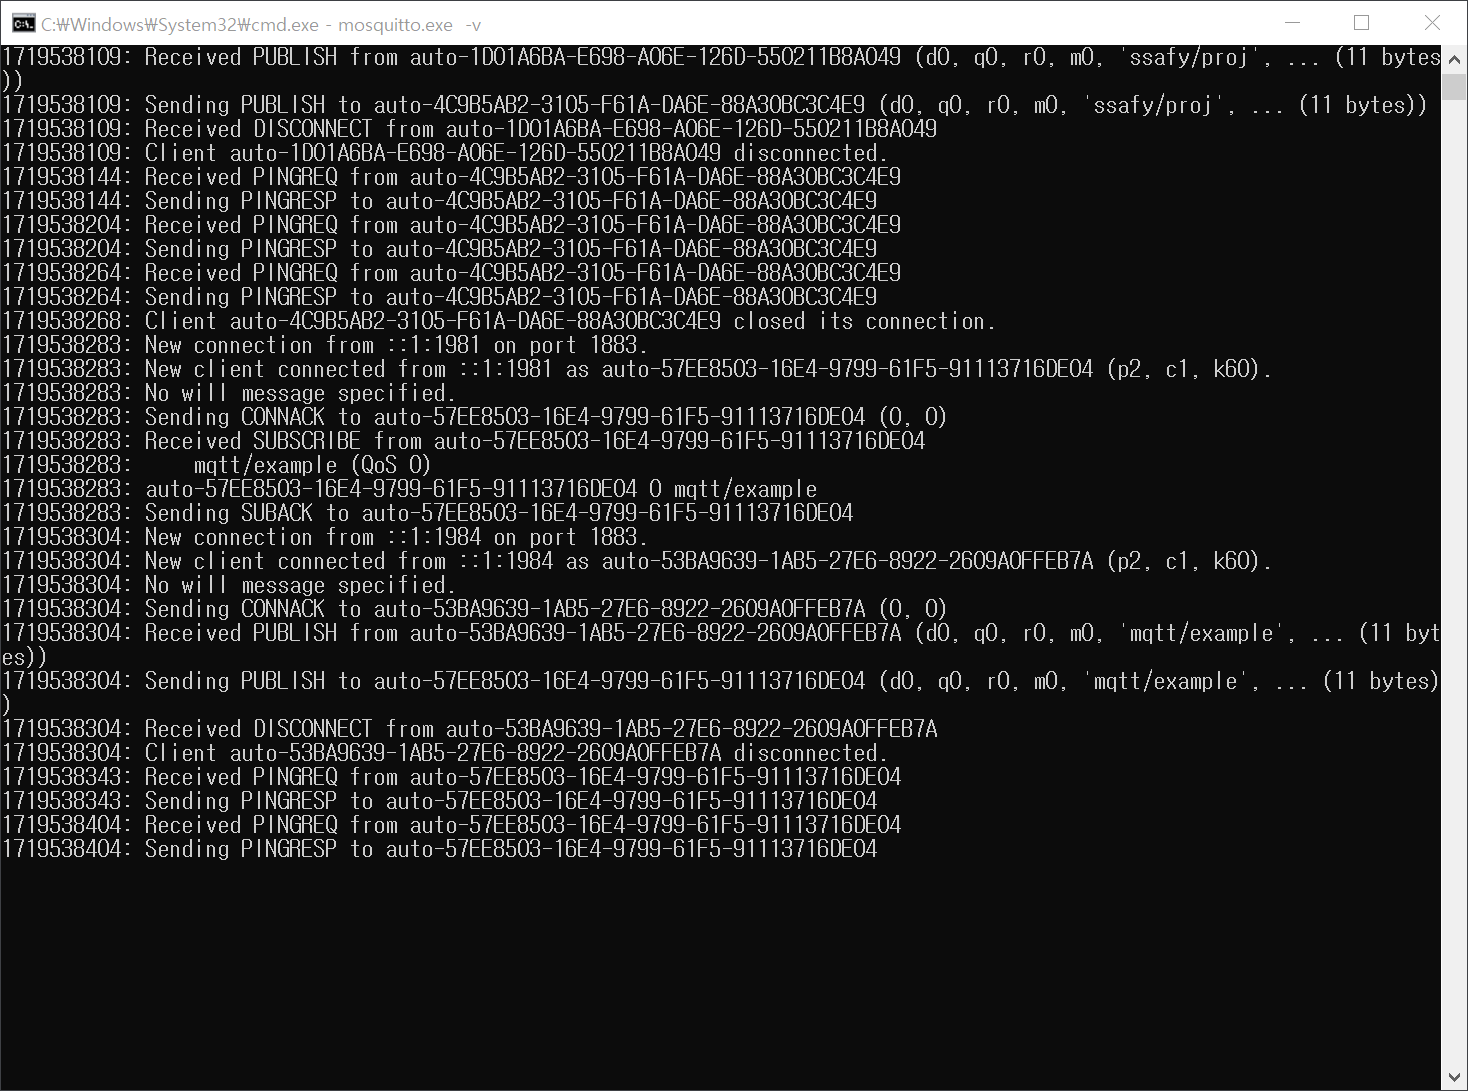 C:₩Windows₩System32₩cmd.exe - mosquitto.exe -v
1719538109: Received PUBLISH from auto-1D01A6BA-E698-A06E-126D-550211B8A049 (d0, q0, r0, m0, 'ssafy/proj', ... (11 bytes
))
1719538109: Sending PUBLISH to auto-4C9B5AB2-3105-F61A-DA6E-88A30BC3C4E9 (d0, q0, r0, m0, 'ssafy/proj', ... (11 bytes))
1719538109: Received DISCONNECT from auto-1D01A6BA-E698-A06E-126D-550211B8A049
1719538109: Client auto-1D01A6BA-E698-A06E-126D-550211B8A049 disconnected.
1719538144: Received PINGREQ from auto-4C9B5AB2-3105-F61A-DA6E-88A30BC3C4E9
1719538144: Sending PINGRESP to auto-4C9B5AB2-3105-F61A-DA6E-88A30BC3C4E9
1719538204: Received PINGREQ from auto-4C9B5AB2-3105-F61A-DA6E-88A30BC3C4E9
1719538204: Sending PINGRESP to auto-4C9B5AB2-3105-F61A-DA6E-88A30BC3C4E9
1719538264: Received PINGREQ from auto-4C9B5AB2-3105-F61A-DA6E-88A30BC3C4E9
1719538264: Sending PINGRESP to auto-4C9B5AB2-3105-F61A-DA6E-88A30BC3C4E9
1719538268: Client auto-4C9B5AB2-3105-F61A-DA6E-88A30BC3C4E9 closed its connection.
1719538283: New connection from ::1:1981 on port 1883.
1719538283: New client connected from ::1:1981 as auto-57EE8503-16E4-9799-61F5-91113716DE04 (p2, c1, k60).
1719538283: No will message specified.
1719538283: Sending CONNACK to auto-57EE8503-16E4-9799-61F5-91113716DE04 (0, 0)
1719538283: Received SUBSCRIBE from auto-57EE8503-16E4-9799-61F5-91113716DE04
1719538283:     mqtt/example (QoS 0)
1719538283: auto-57EE8503-16E4-9799-61F5-91113716DE04 0 mqtt/example
1719538283: Sending SUBACK to auto-57EE8503-16E4-9799-61F5-91113716DE04
1719538304: New connection from ::1:1984 on port 1883.
1719538304: New client connected from ::1:1984 as auto-53BA9639-1AB5-27E6-8922-2609A0FFEB7A (p2, c1, k60).
1719538304: No will message specified.
1719538304: Sending CONNACK to auto-53BA9639-1AB5-27E6-8922-2609A0FFEB7A (0, 0)
1719538304: Received PUBLISH from auto-53BA9639-1AB5-27E6-8922-2609A0FFEB7A (d0, q0, r0, m0, 'mqtt/example', ... (11 byt
es))
1719538304: Sending PUBLISH to auto-57EE8503-16E4-9799-61F5-91113716DE04 (d0, q0, r0, m0, 'mqtt/example', ... (11 bytes)
)
1719538304: Received DISCONNECT from auto-53BA9639-1AB5-27E6-8922-2609A0FFEB7A
1719538304: Client auto-53BA9639-1AB5-27E6-8922-2609A0FFEB7A disconnected.
1719538343: Received PINGREQ from auto-57EE8503-16E4-9799-61F5-91113716DE04
1719538343: Sending PINGRESP to auto-57EE8503-16E4-9799-61F5-91113716DE04
1719538404: Received PINGREQ from auto-57EE8503-16E4-9799-61F5-91113716DE04
1719538404: Sending PINGRESP to auto-57EE8503-16E4-9799-61F5-91113716DE04